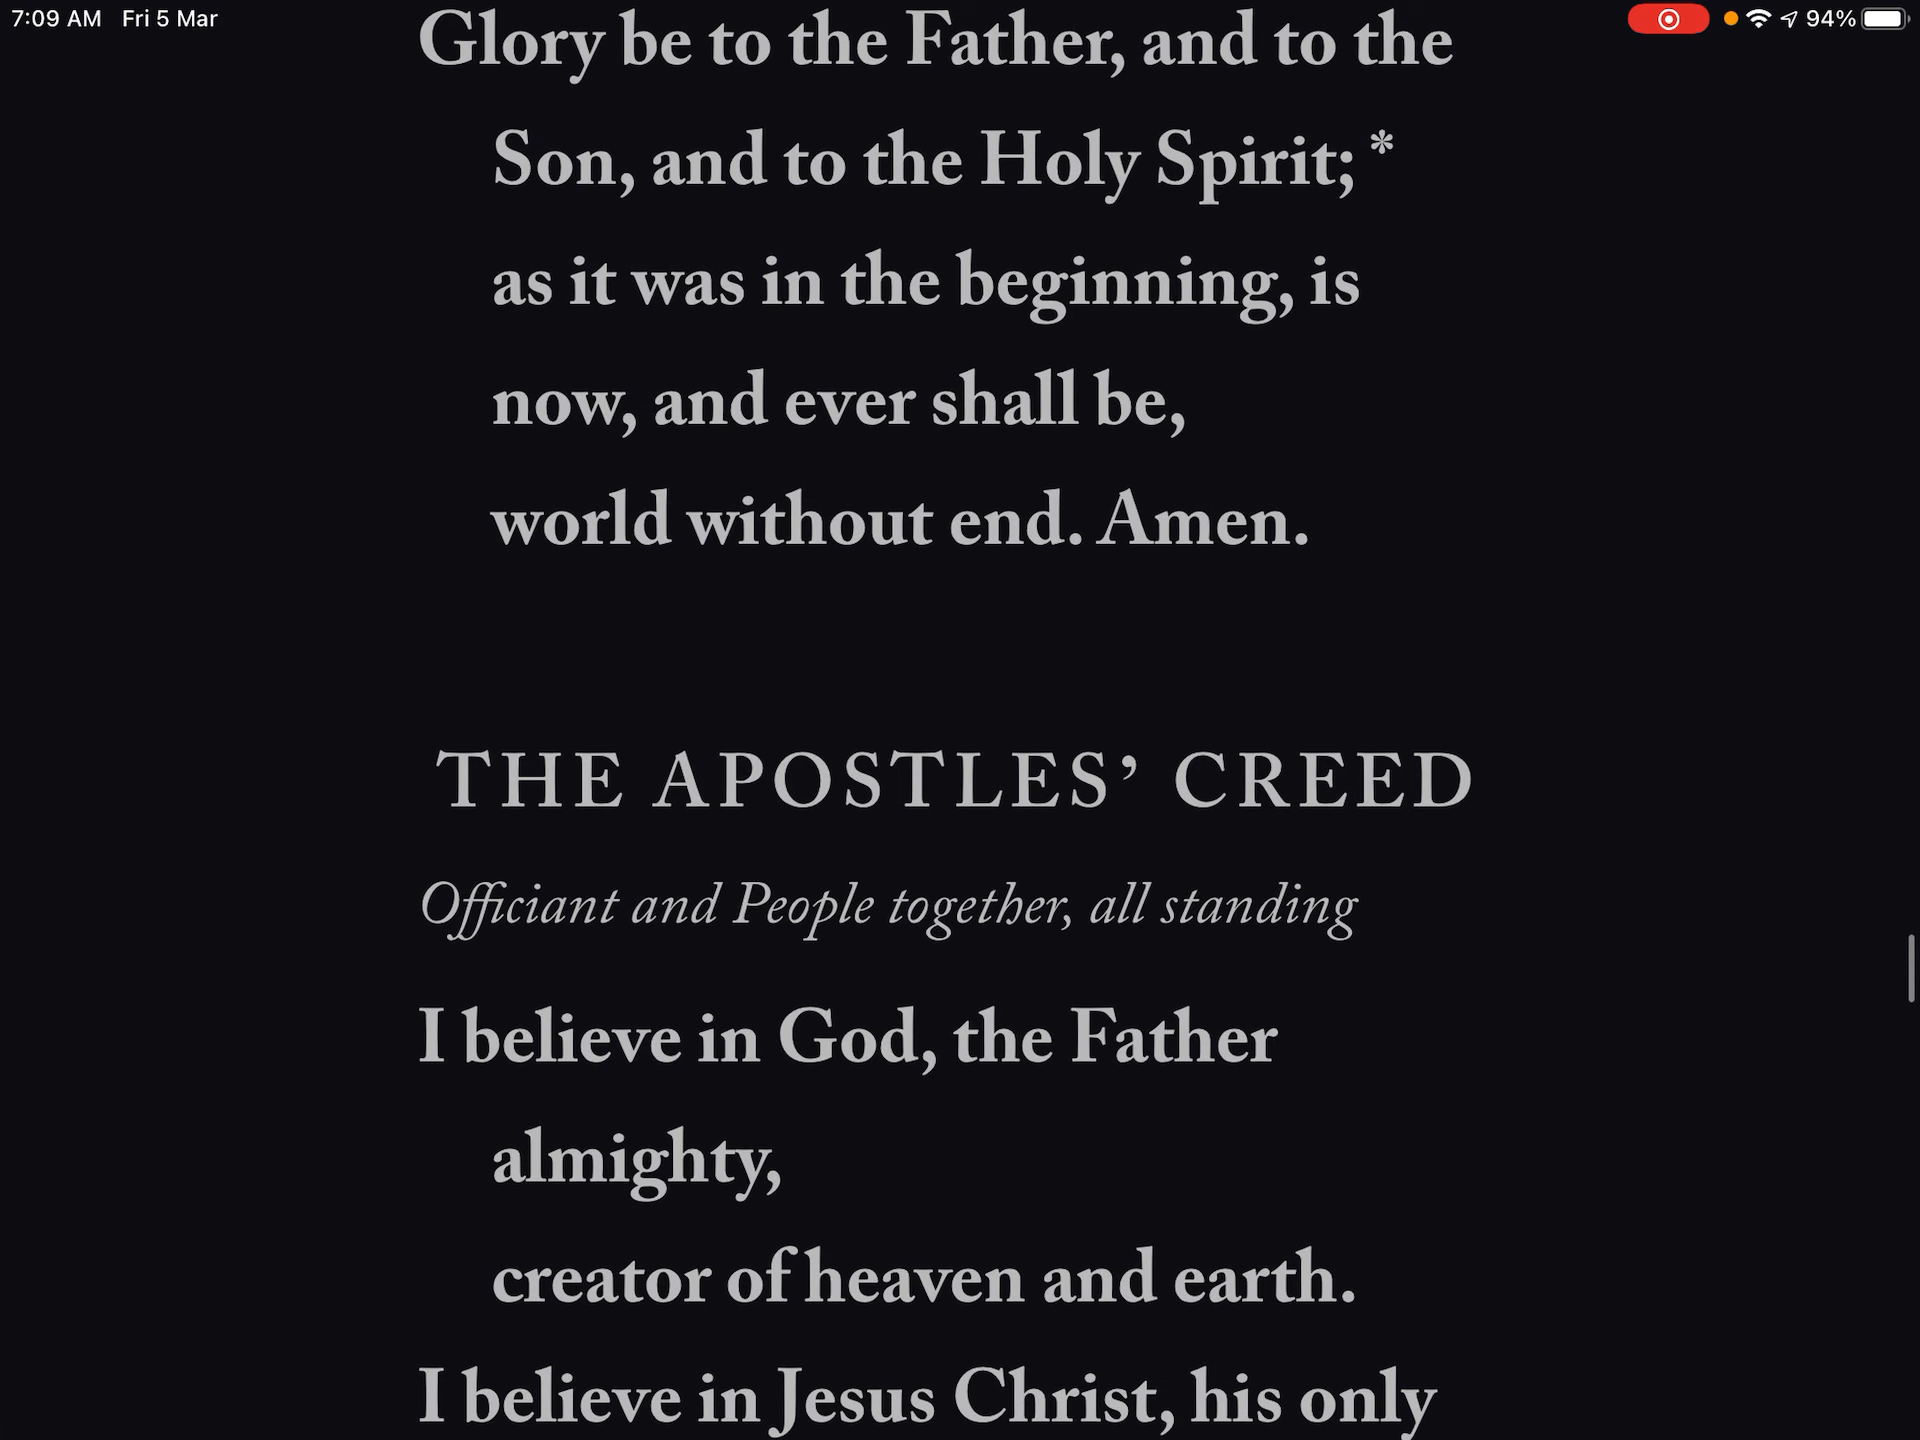 7:09 AM Fri 5 Mar 94%
Glory be to the Father, and to the
Son, and to the Holy Spirit; *
as it was in the beginning, is
now, and ever shall be,
world without end. Amen.
THE APOSTLES’ CREED
Officiant and People together, all standing
I believe in God, the Father
almighty,
creator of heaven and earth.
I believe in Jesus Christ, his only